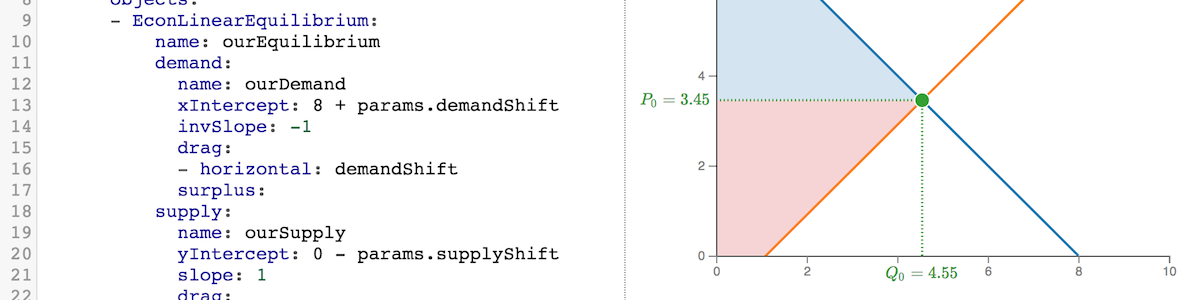 8 objects:
9 - EconLinearEquilibrium:
10 name: ourEquilibrium
11 demand:
12 name: ourDemand
13 xIntercept: 8 + params.demandShift
14 invSlope: -1
15 drag:
16 - horizontal: demandShift
17 surplus:
18 supply:
19 name: ourSupply
20 yIntercept: 0 - params.supplyShift
21 slope: 1
22 drag:
4
P₀ = 3.45
2
0
0 2 Q₀ = 4.55 6 8 10